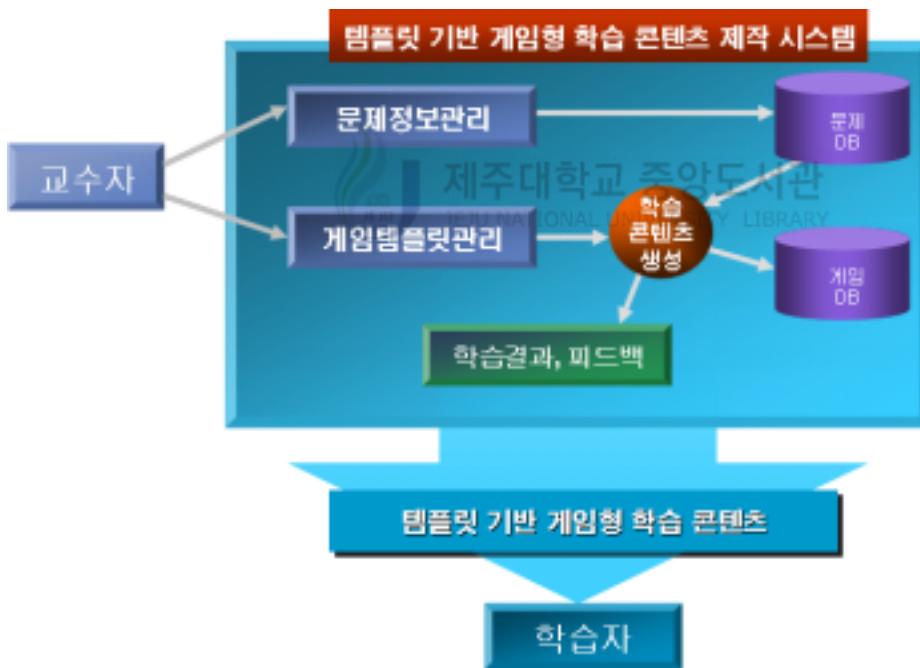 템플릿 기반 게임형 학습 콘텐츠 제작 시스템
문제정보관리
문제
DB
교수자
제주대학교 중앙도서관
JEJU NATIONAL UNIVERSITY LIBRARY
게임템플릿관리
학습
콘텐츠
생성
게임
DB
학습결과, 피드백
템플릿 기반 게임형 학습 콘텐츠
학습자